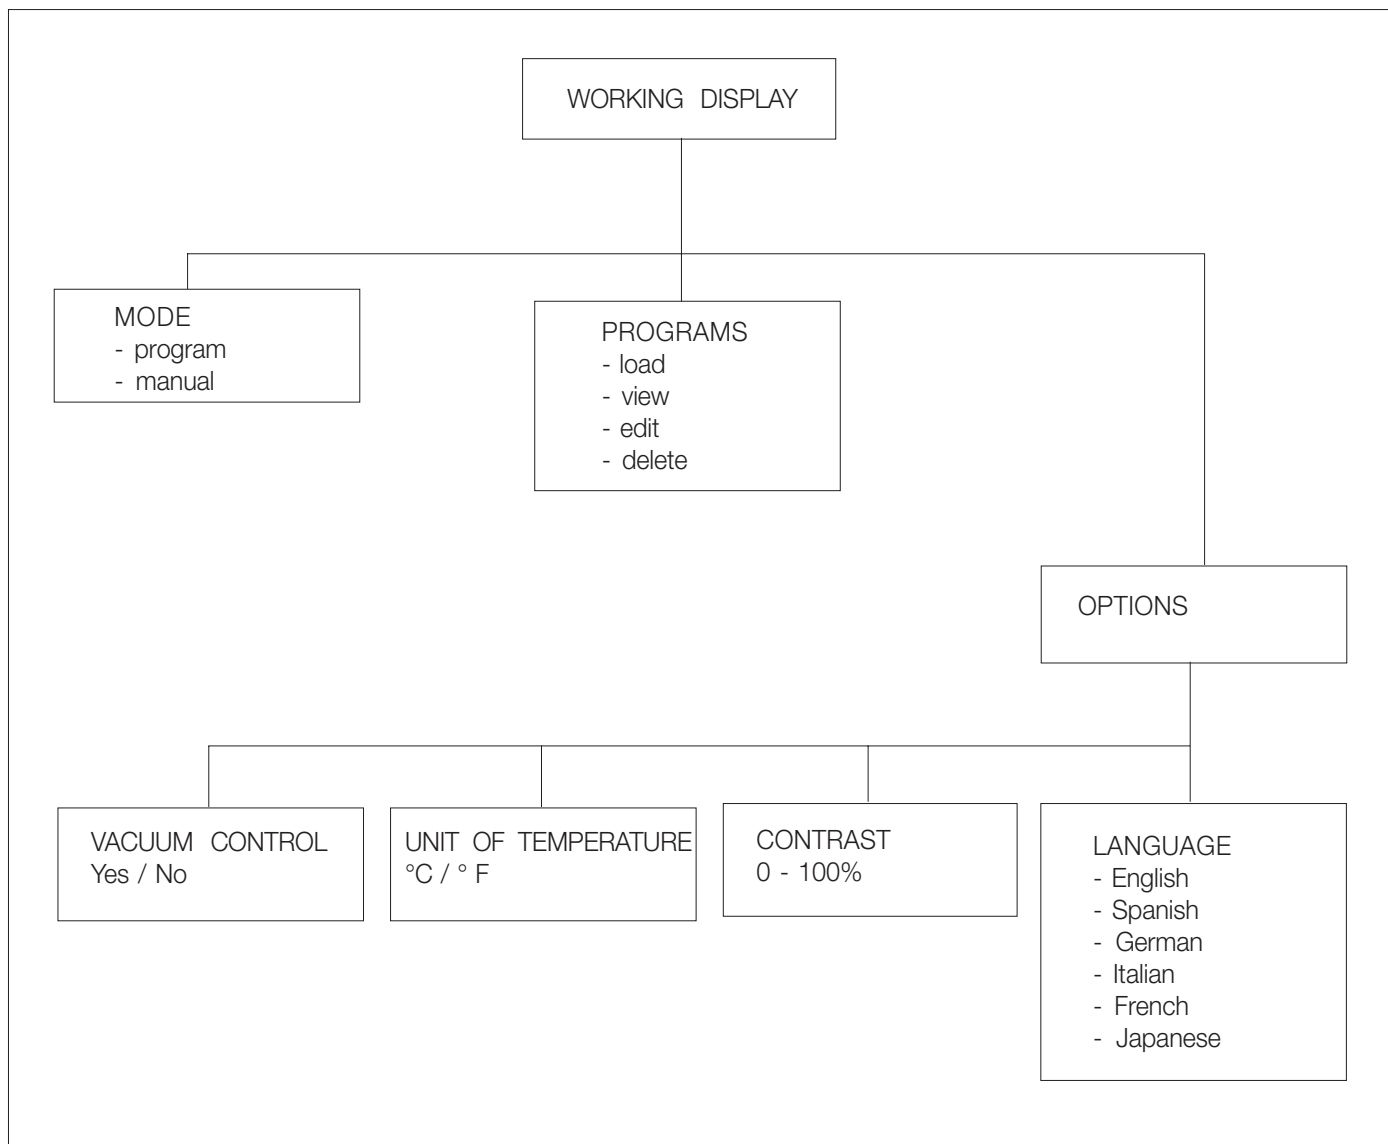 WORKING DISPLAY
MODE
- program
- manual
PROGRAMS
- load
- view
- edit
- delete
OPTIONS
VACUUM CONTROL
Yes / No
UNIT OF TEMPERATURE
°C / ° F
CONTRAST
0 - 100%
LANGUAGE
- English
- Spanish
- German
- Italian
- French
- Japanese